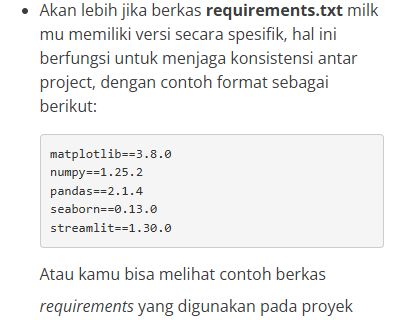 Akan lebih jika berkas requirements.txt milk
mu memiliki versi secara spesifik, hal ini
berfungsi untuk menjaga konsistensi antar
project, dengan contoh format sebagai
berikut:
matplotlib==3.8.0
numpy==1.25.2
pandas==2.1.4
seaborn==0.13.0
streamlit==1.30.0
Atau kamu bisa melihat contoh berkas
requirements yang digunakan pada proyek